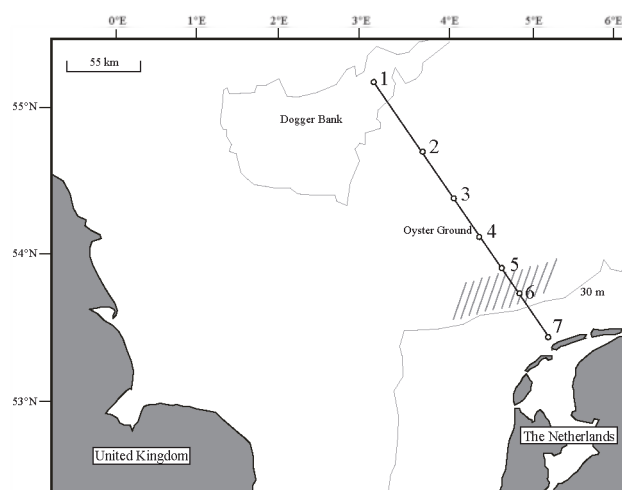 0°E 1°E 2°E 3°E 4°E 5°E 6°E
55 km
1
55°N
Dogger Bank
2
3
Oyster Ground 4
54°N
5
6
30 m
7
53°N
The Netherlands
United Kingdom